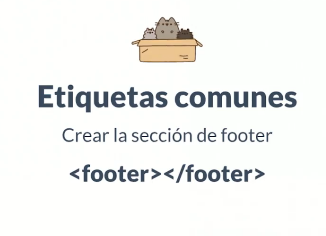 Etiquetas comunes
Crear la sección de footer
<footer></footer>